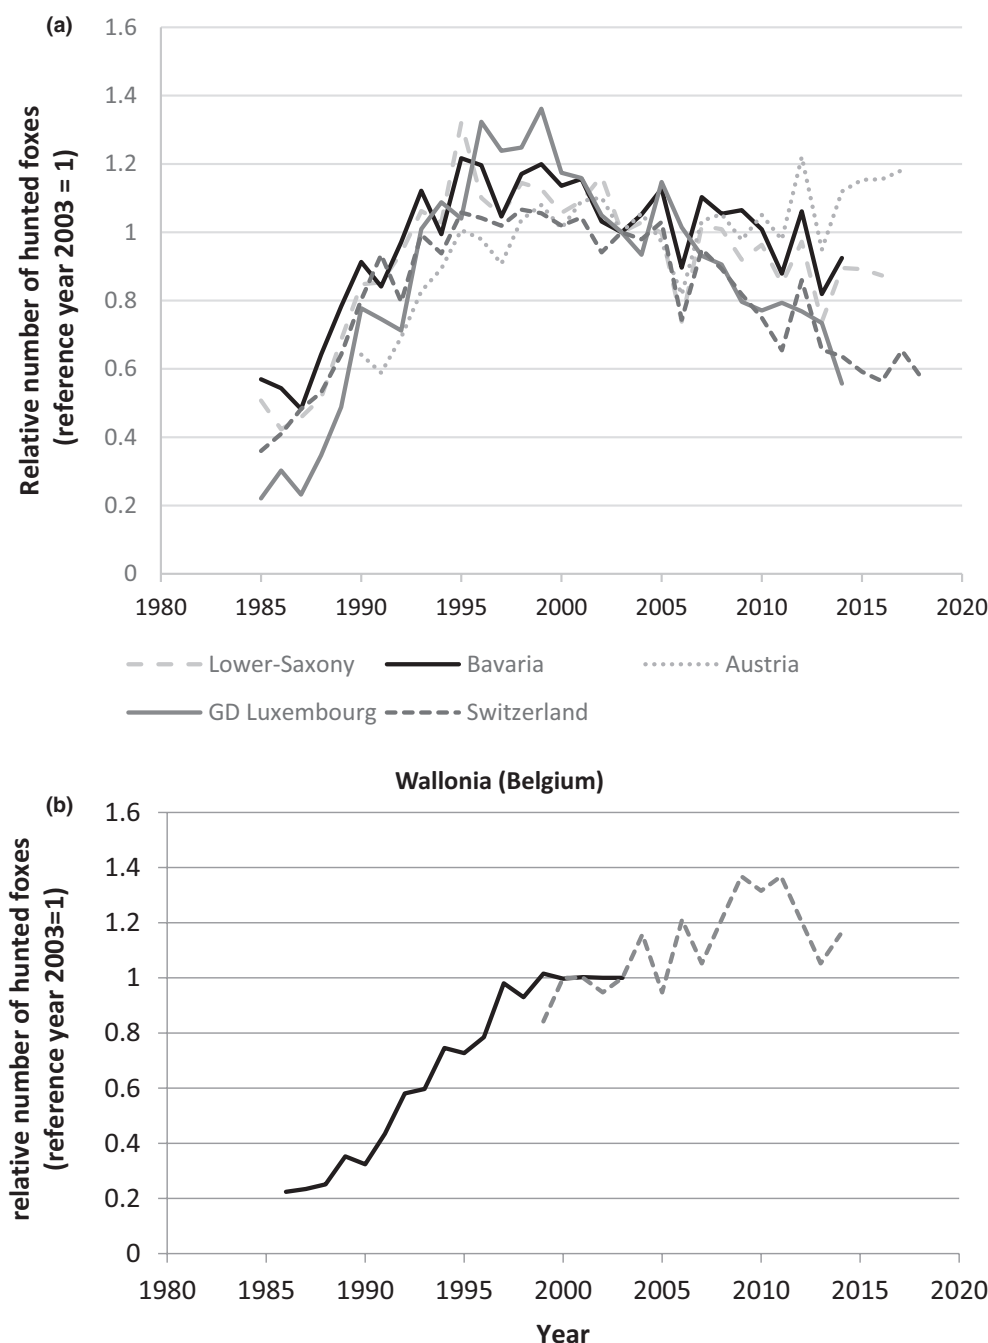 (a)
Relative number of hunted foxes
(reference year 2003 = 1)
1.6
1.4
1.2
1
0.8
0.6
0.4
0.2
0
1980 1985 1990 1995 2000 2005 2010 2015 2020
Lower-Saxony Bavaria Austria
GD Luxembourg Switzerland
Wallonia (Belgium)
(b)
relative number of hunted foxes
(reference year 2003=1)
1.6
1.4
1.2
1
0.8
0.6
0.4
0.2
0
1980 1985 1990 1995 2000 2005 2010 2015 2020
Year